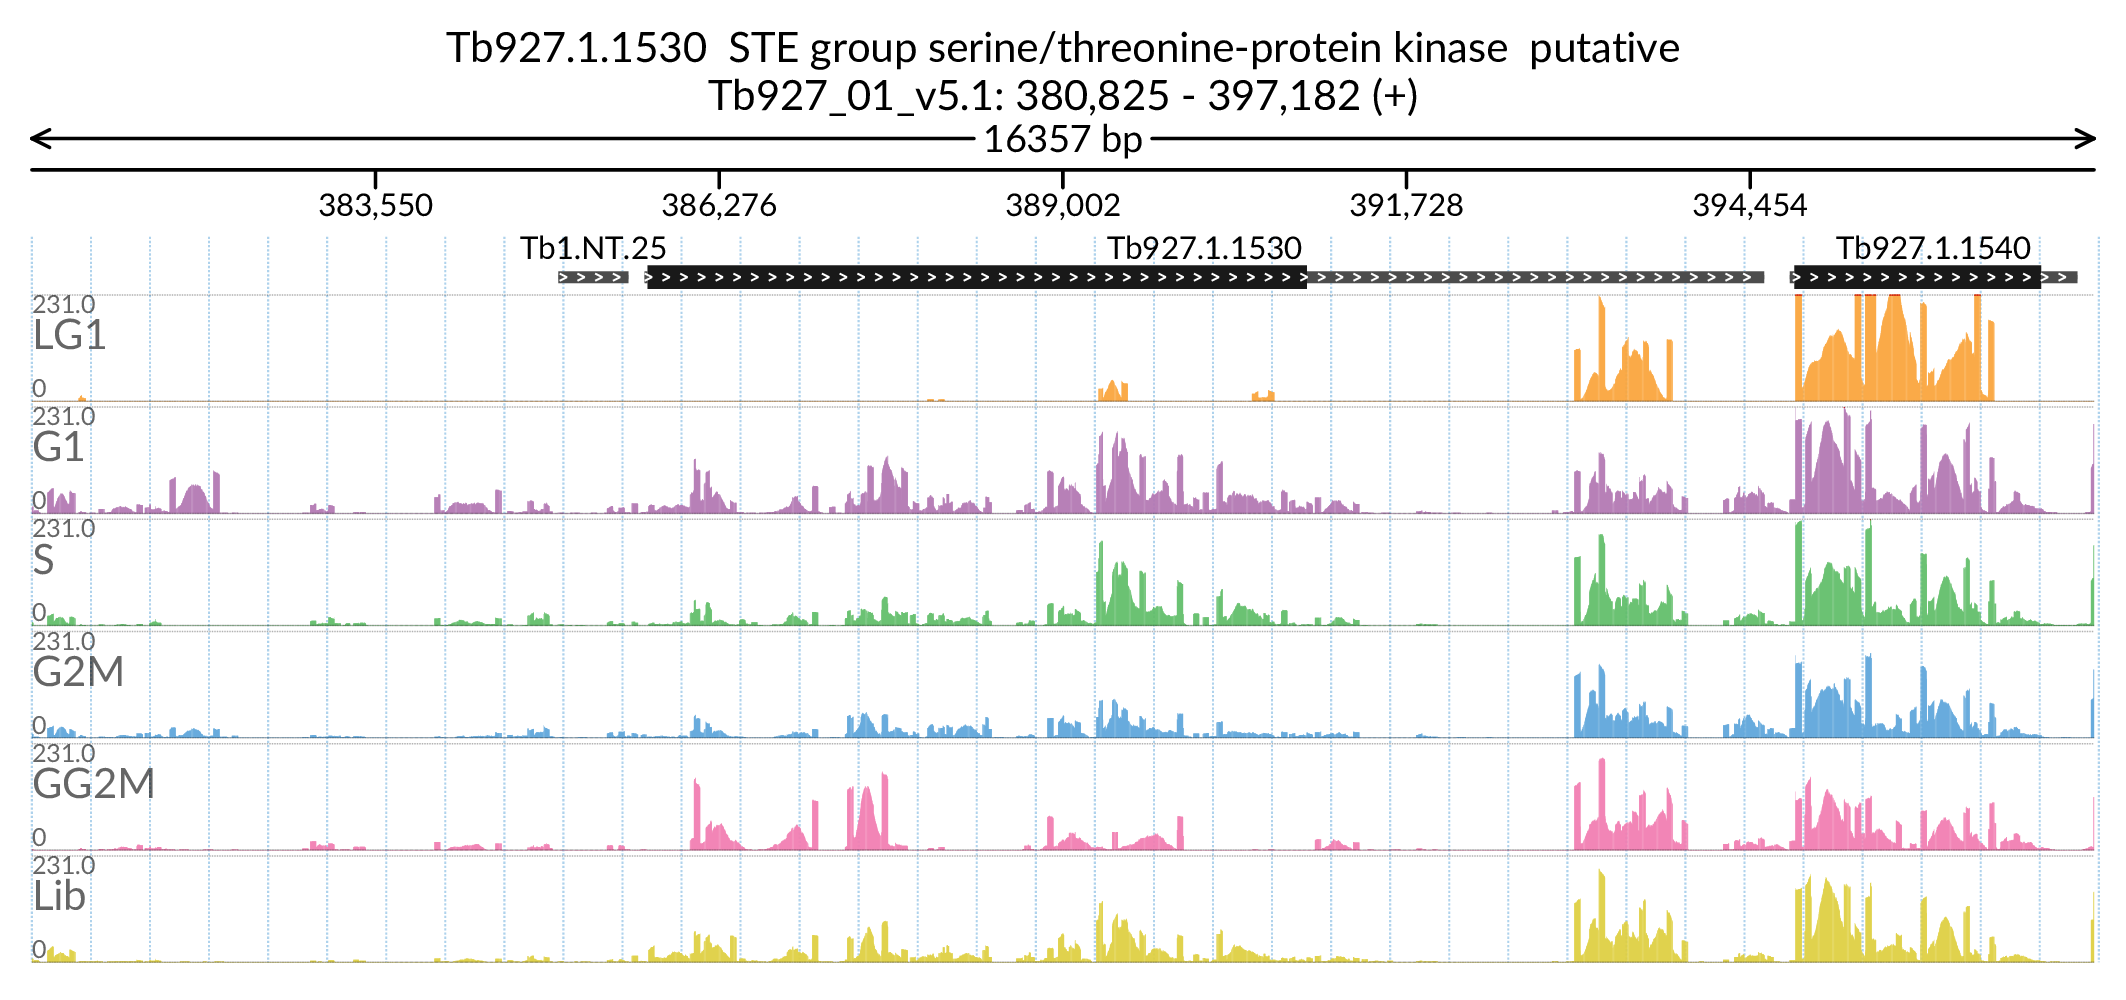 Tb927.1.1530  STE group serine/threonine-protein kinase  putative
Tb927_01_v5.1: 380,825 - 397,182 (+)
16357 bp
383,550 386,276 389,002 391,728 394,454
Tb1.NT.25 Tb927.1.1530 Tb927.1.1540
231.0
LG1
0
231.0
G1
0
231.0
S
0
231.0
G2M
0
231.0
GG2M
0
231.0
Lib
0